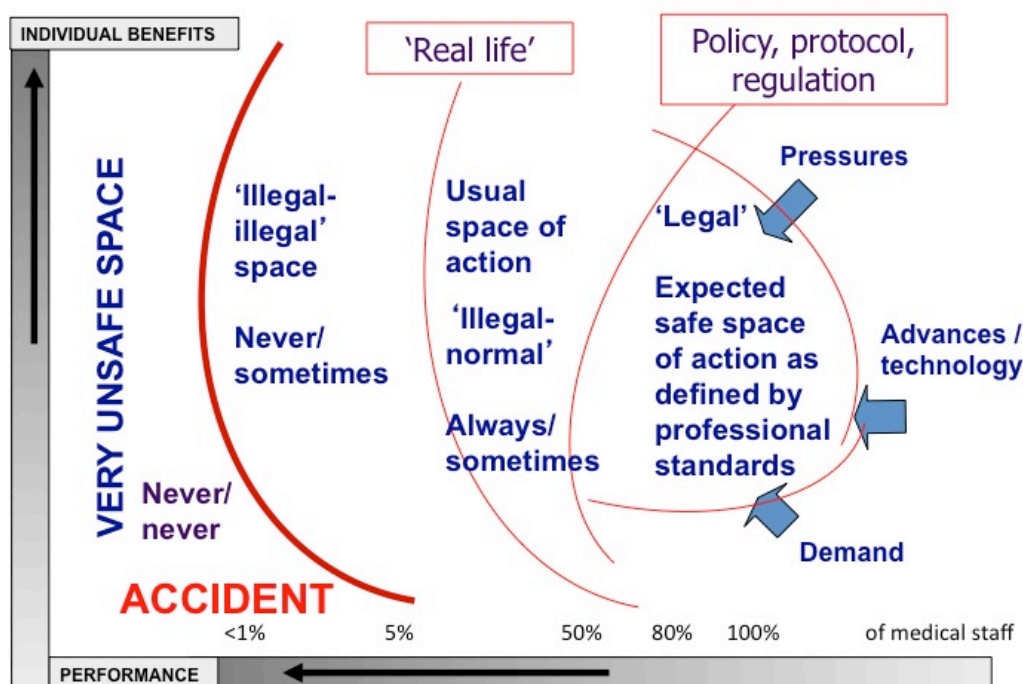 INDIVIDUAL BENEFITS
‘Real life’
Policy, protocol,
regulation
VERY UNSAFE SPACE
‘Illegal-
illegal’
space
Never/
sometimes
Never/
never
Usual
space of
action
‘Illegal-
normal’
Always/
sometimes
‘Legal’
Expected
safe space
of action as
defined by
professional
standards
Pressures
Advances /
technology
Demand
ACCIDENT
<1% 5% 50% 80% 100% of medical staff
PERFORMANCE